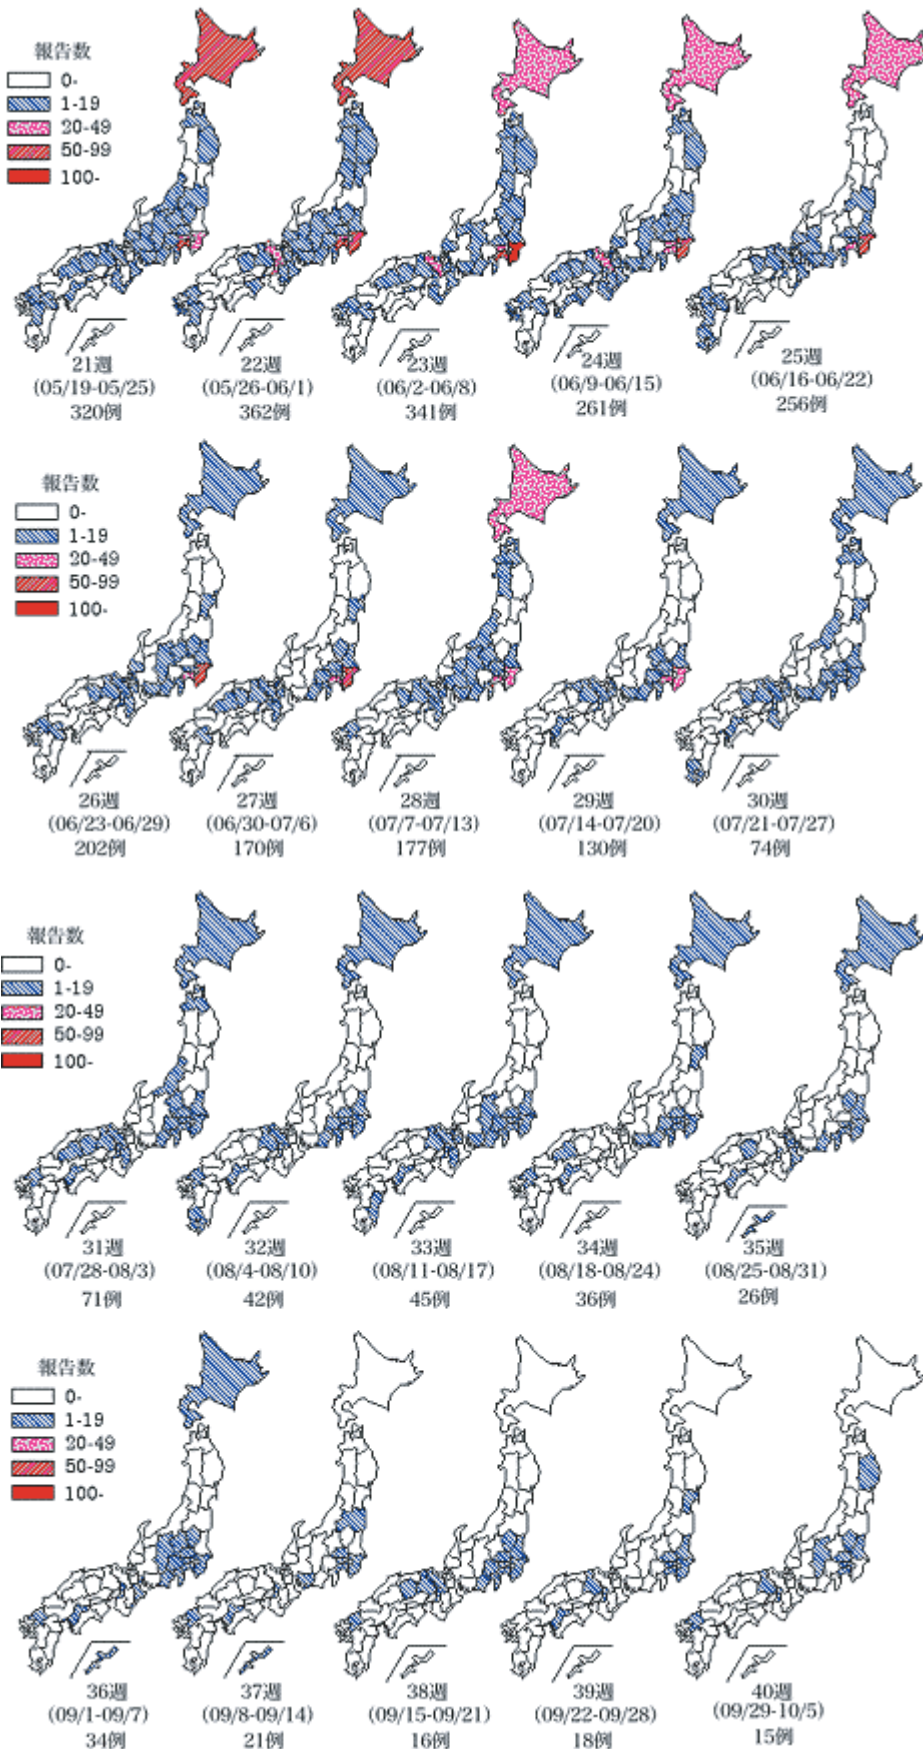 報告数
0-
1-19
20-49
50-99
100-
21週
(05/19-05/25)
320例
22週
(05/26-06/1)
362例
23週
(06/2-06/8)
341例
24週
(06/9-06/15)
261例
25週
(06/16-06/22)
256例
報告数
0-
1-19
20-49
50-99
100-
26週
(06/23-06/29)
202例
27週
(06/30-07/6)
170例
28週
(07/7-07/13)
177例
29週
(07/14-07/20)
130例
30週
(07/21-07/27)
74例
報告数
0-
1-19
20-49
50-99
100-
31週
(07/28-08/3)
71例
32週
(08/4-08/10)
42例
33週
(08/11-08/17)
45例
34週
(08/18-08/24)
36例
35週
(08/25-08/31)
26例
報告数
0-
1-19
20-49
50-99
100-
36週
(09/1-09/7)
34例
37週
(09/8-09/14)
21例
38週
(09/15-09/21)
16例
39週
(09/22-09/28)
18例
40週
(09/29-10/5)
15例